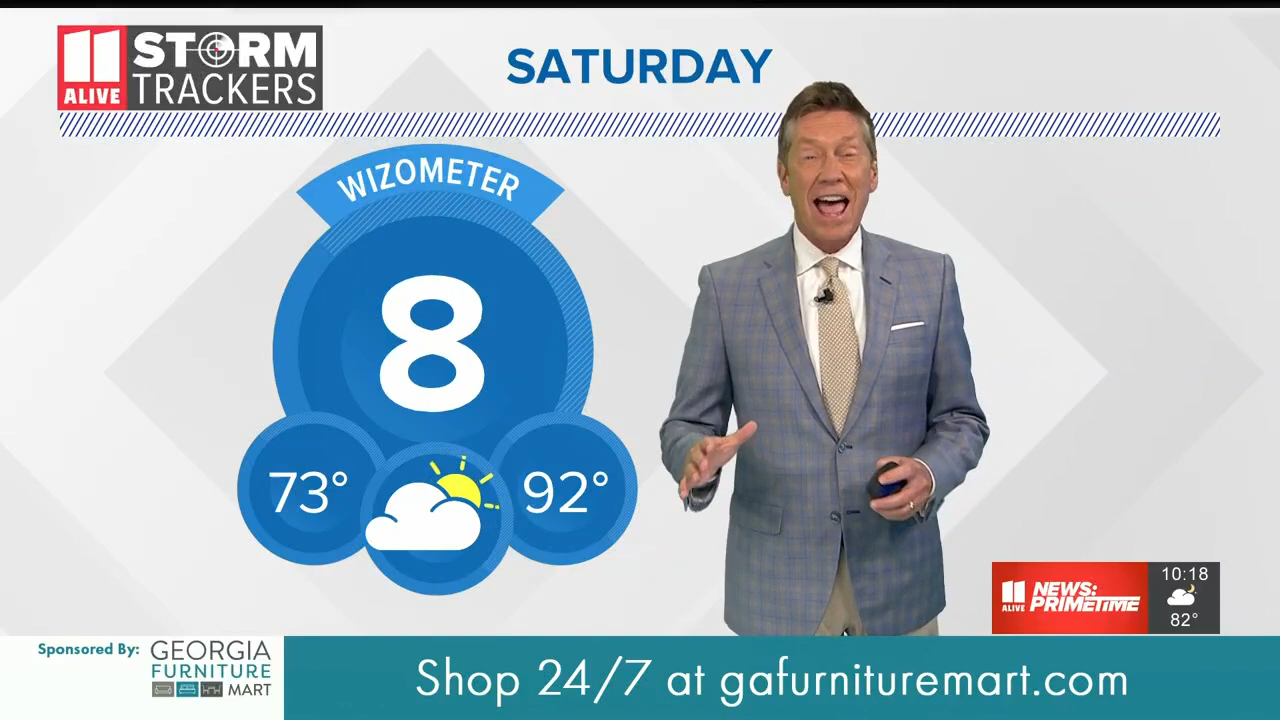 11
ALIVE
STORM
TRACKERS
SATURDAY
WIZOMETER
8
73°
92°
11
ALIVE
NEWS:
PRIMETIME
10:18
82°
Sponsored By:
GEORGIA
FURNITURE
MART
Shop 24/7 at gafurnituremart.com